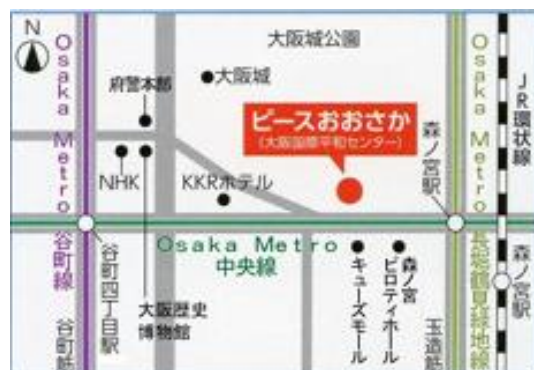 N
Osaka Metro 谷町線
大阪城公園
大阪城
府警本部
ピースおおさか
(大阪国際平和センター)
Osaka Metro 長堀鶴見緑地線
JR環状線
森ノ宮駅
NHK
KKRホテル
Osaka Metro
中央線
谷町四丁目駅
大阪歴史
博物館
キューズモール
森ノ宮
ピロティホール
森ノ宮駅
谷町筋
玉造筋